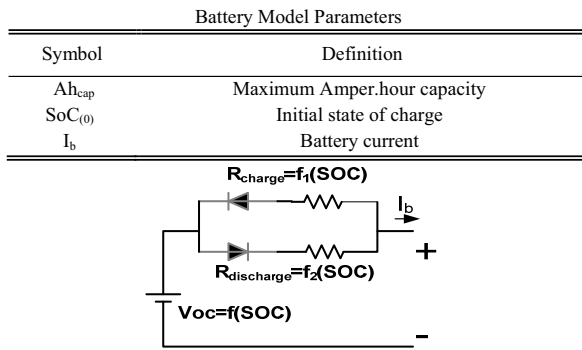 Battery Model Parameters
Symbol Definition
Ahcap Maximum Amper.hour capacity
SoC(0) Initial state of charge
Ib Battery current
Rcharge=f1(SOC)
Ib
+
Rdischarge=f2(SOC)
Voc=f(SOC)
-